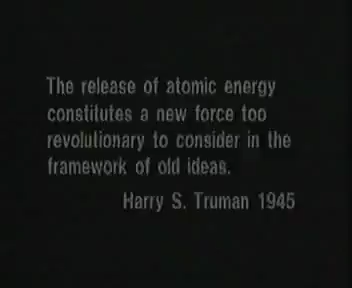 The release of atomic energy
constitutes a new force too
revolutionary to consider in the
framework of old ideas.
Harry S. Truman 1945